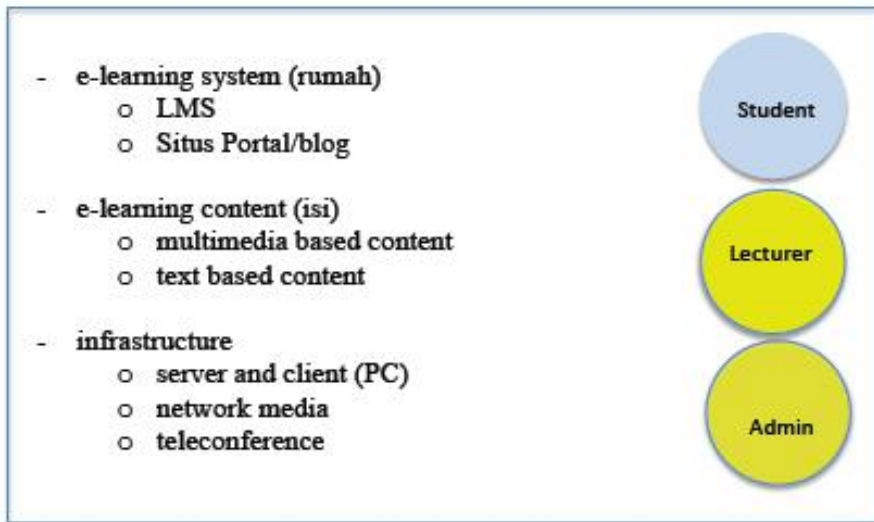 - e-learning system (rumah)
o LMS
o Situs Portal/blog
- e-learning content (isi)
o multimedia based content
o text based content
- infrastructure
o server and client (PC)
o network media
o teleconference
Student
Lecturer
Admin